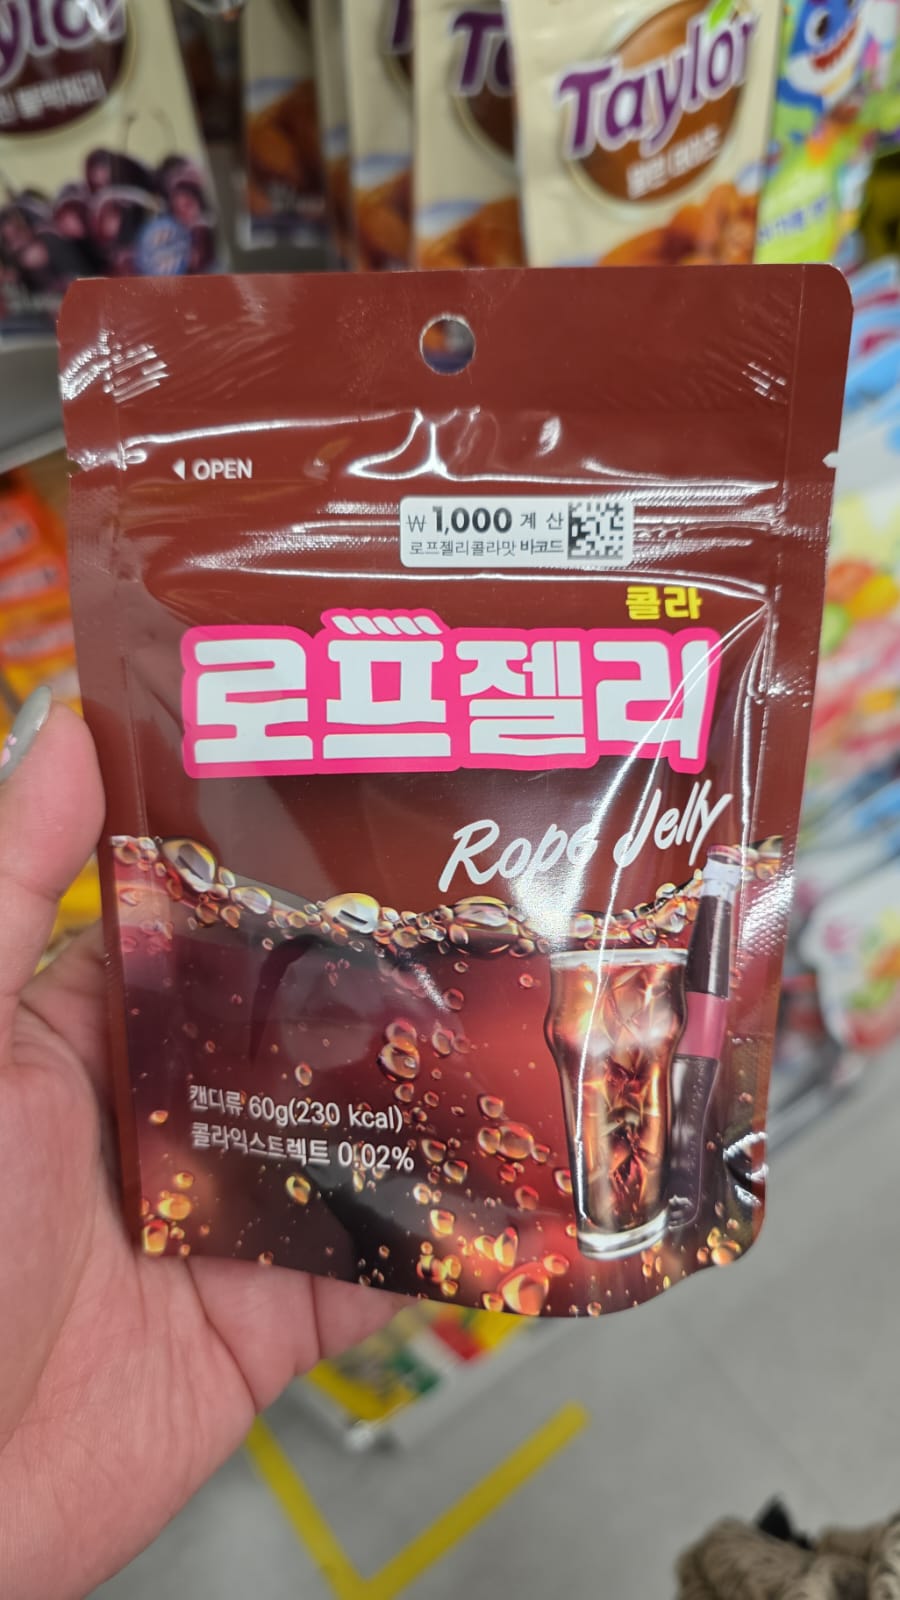 Taylor
Taylor
◀ OPEN
₩1,000 계 산
로프젤리콜라맛 바코드
콜라
로프젤리
Rope Jelly
캔디류 60g(230 kcal)
콜라익스트렉트 0.02%